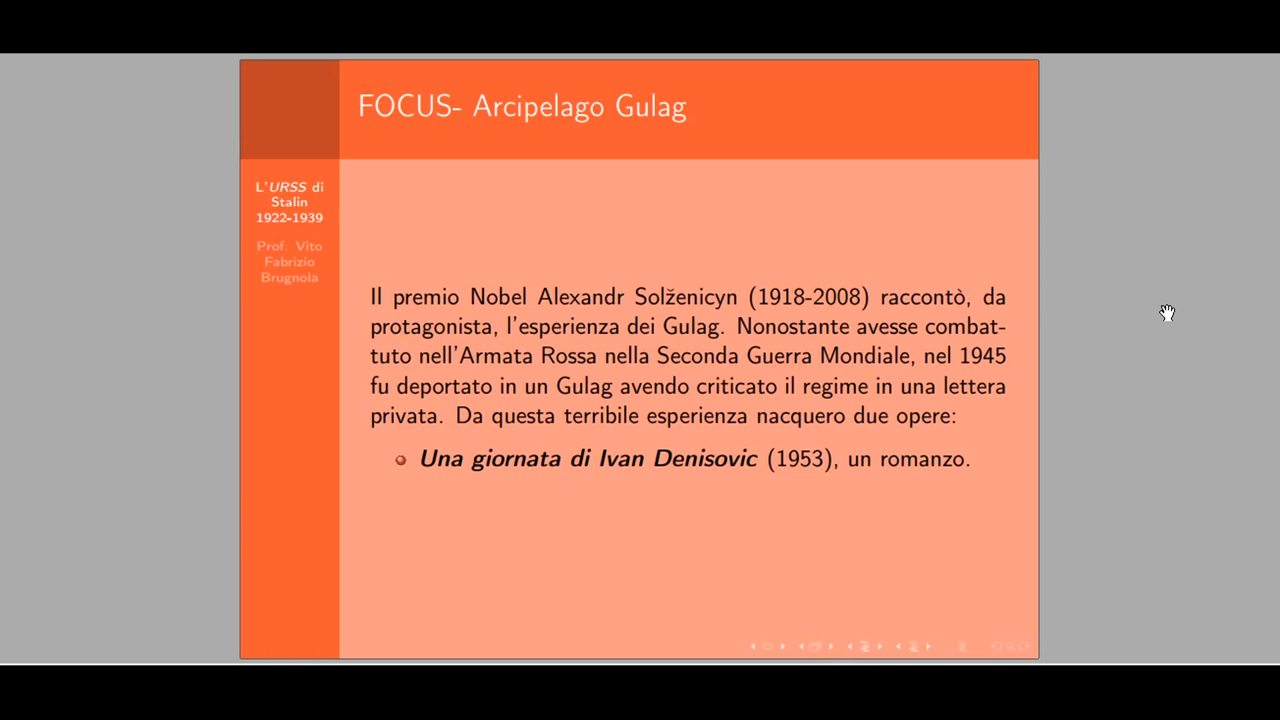 FOCUS- Arcipelago Gulag
L'URSS di
Stalin
1922-1939
Prof. Vito
Fabrizio
Brugnola
Il premio Nobel Alexandr Solženicyn (1918-2008) raccontò, da
protagonista, l'esperienza dei Gulag. Nonostante avesse combat-
tuto nell'Armata Rossa nella Seconda Guerra Mondiale, nel 1945
fu deportato in un Gulag avendo criticato il regime in una lettera
privata. Da questa terribile esperienza nacquero due opere:
Una giornata di Ivan Denisovic (1953), un romanzo.